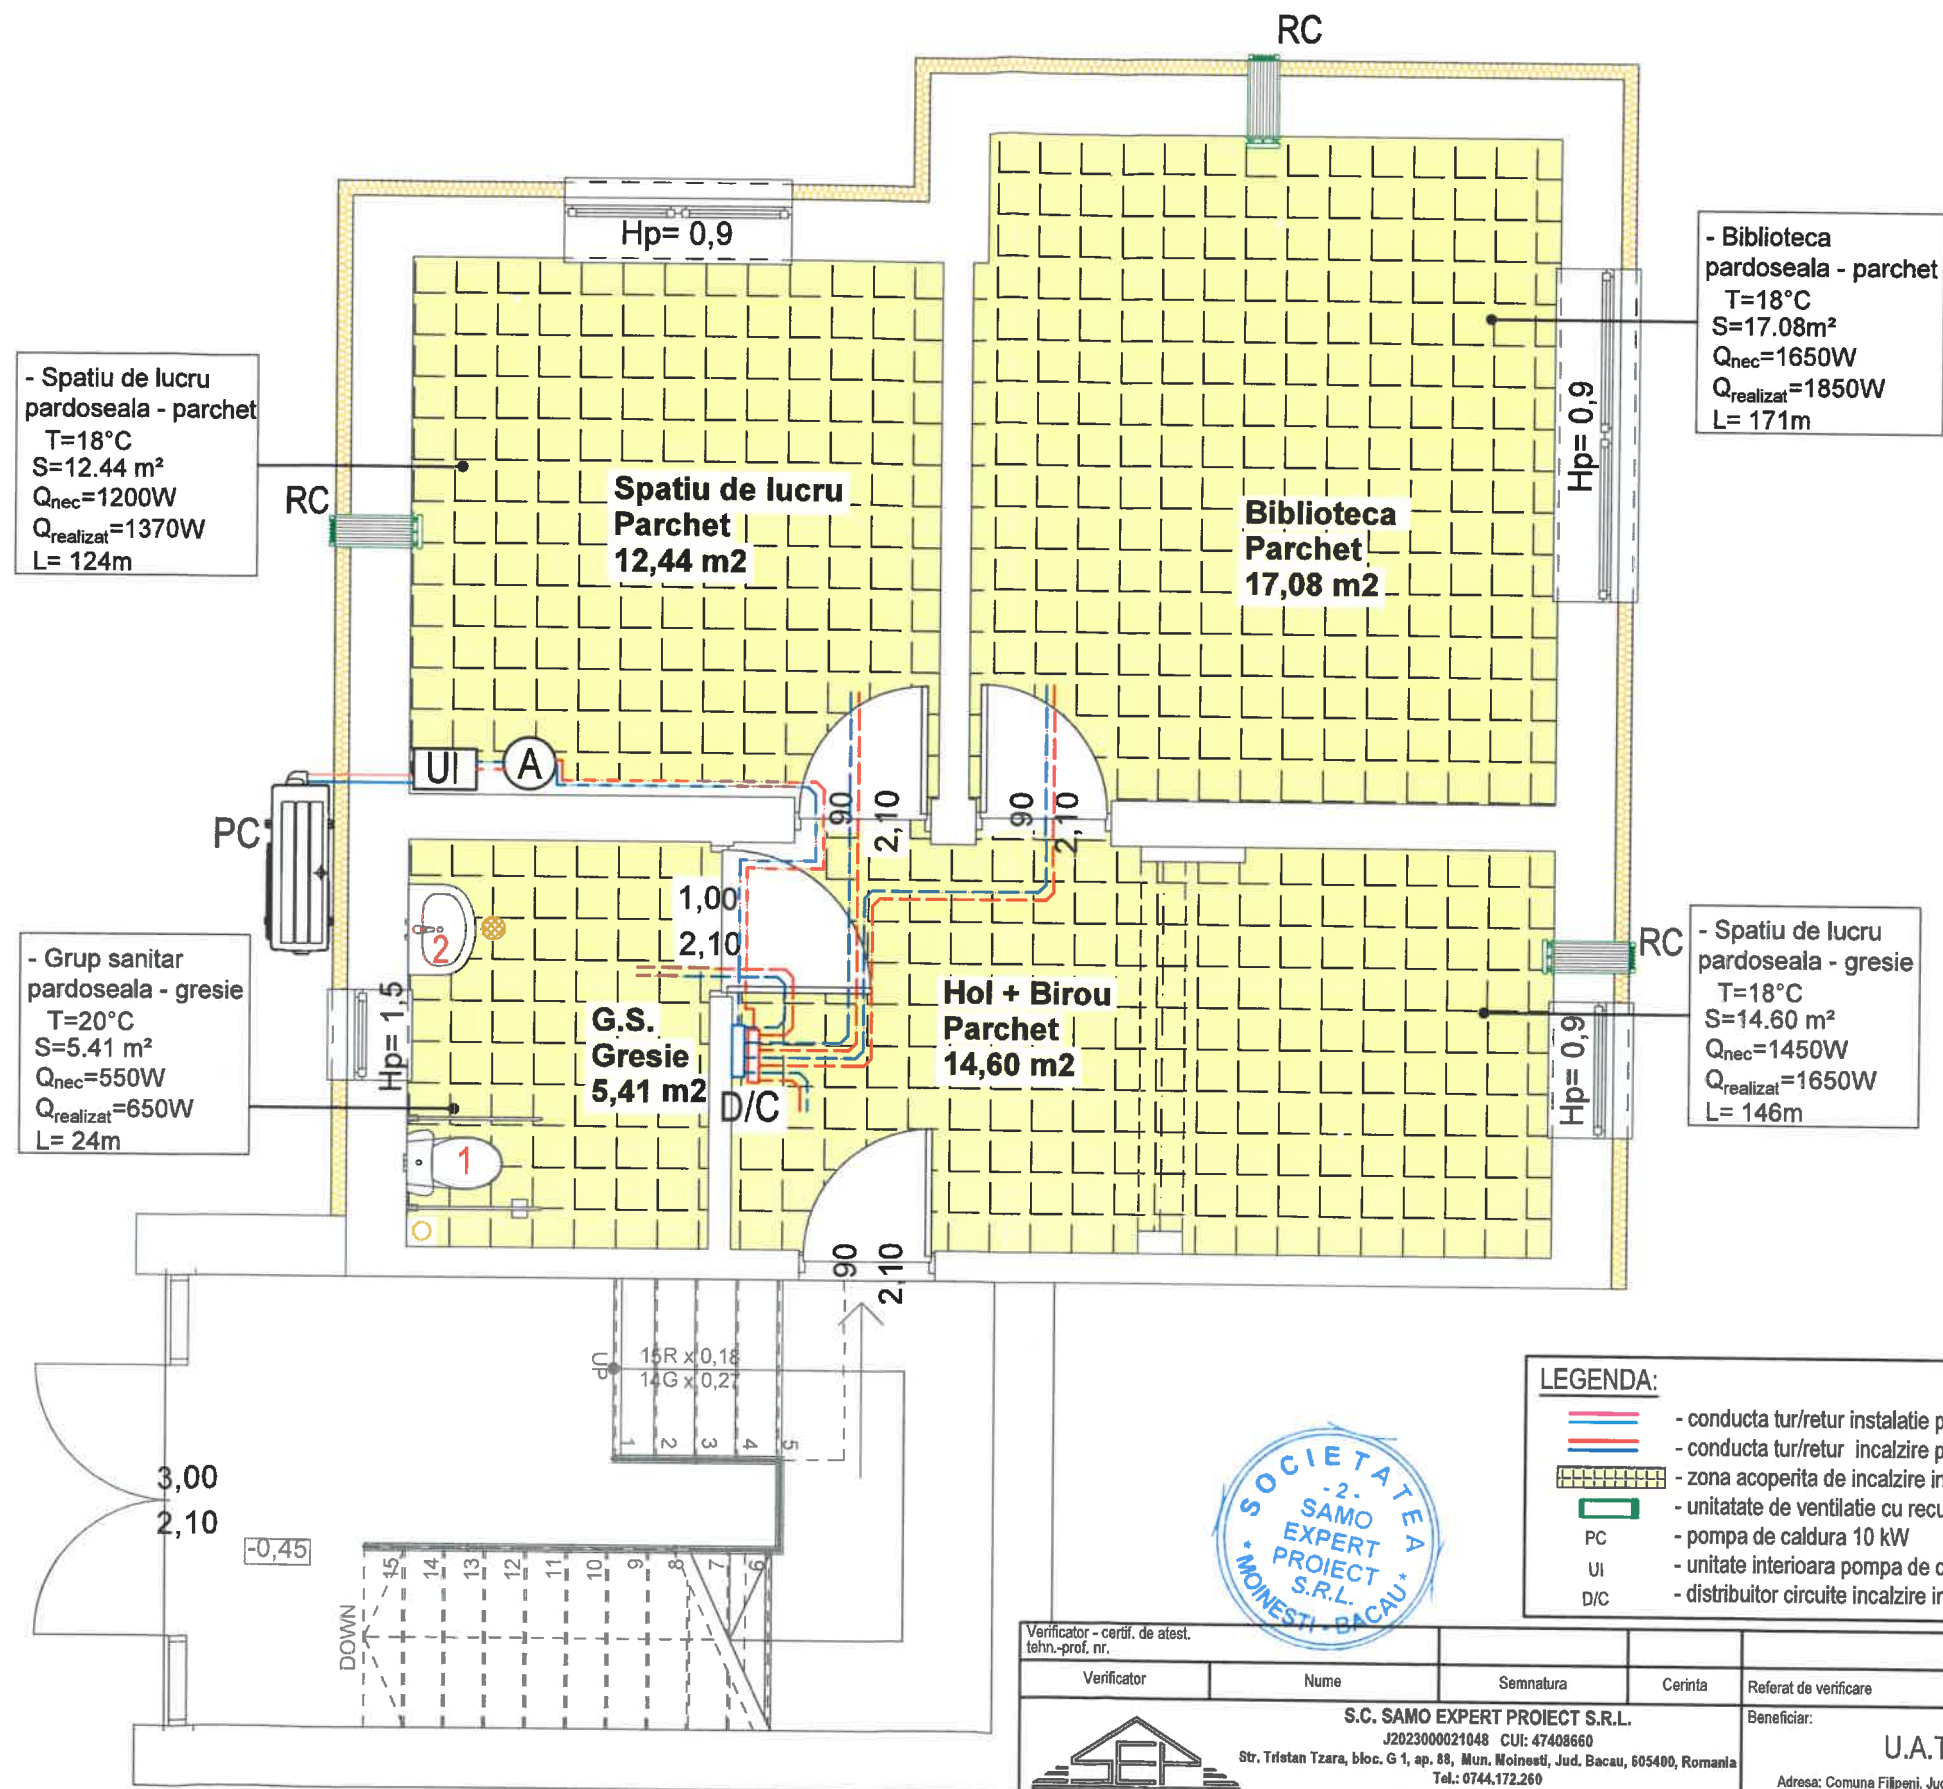 RC
Hp= 0,9
- Biblioteca
pardoseala - parchet
T=18°C
S=17.08m²
Qnec=1650W
Qrealizat=1850W
L= 171m
- Spatiu de lucru
pardoseala - parchet
T=18°C
S=12.44 m²
Qnec=1200W
Qrealizat=1370W
L= 124m
RC
Spatiu de lucru
Parchet
12,44 m2
Biblioteca
Parchet
17,08 m2
Hp= 0,9
UI
A
PC
90
2,10
90
2,10
1,00
2,10
2
- Grup sanitar
pardoseala - gresie
T=20°C
S=5.41 m²
Qnec=550W
Qrealizat=650W
L= 24m
Hp= 1,5
G.S.
Gresie
5,41 m2
D/C
Hol + Birou
Parchet
14,60 m2
RC
- Spatiu de lucru
pardoseala - gresie
T=18°C
S=14.60 m²
Qnec=1450W
Qrealizat=1650W
L= 146m
Hp= 0,9
1
90
2,10
UP
15R x 0,18
14G x 0,27
1
2
3
4
5
3,00
2,10
-0,45
15
14
13
12
11
10
9
8
7
6
DOWN
SOCIETATEA
- 2 -
SAMO
EXPERT
PROIECT
S.R.L.
* MOINESTI - BACAU *
LEGENDA:
- conducta tur/retur instalatie p
- conducta tur/retur incalzire p
- zona acoperita de incalzire in
- unitatate de ventilatie cu recu
PC - pompa de caldura 10 kW
UI - unitate interioara pompa de c
D/C - distribuitor circuite incalzire in
Verificator - certif. de atest.
tehn.-prof. nr.
Verificator
Nume
Semnatura
Cerinta
Referat de verificare
S.C. SAMO EXPERT PROIECT S.R.L.
J2023000021048 CUI: 47408660
Str. Tristan Tzara, bloc. G 1, ap. 88, Mun. Moinesti, Jud. Bacau, 605400, Romania
Tel.: 0744.172.260
Beneficiar:
U.A.T
Adresa: Comuna Filipeni, Ju